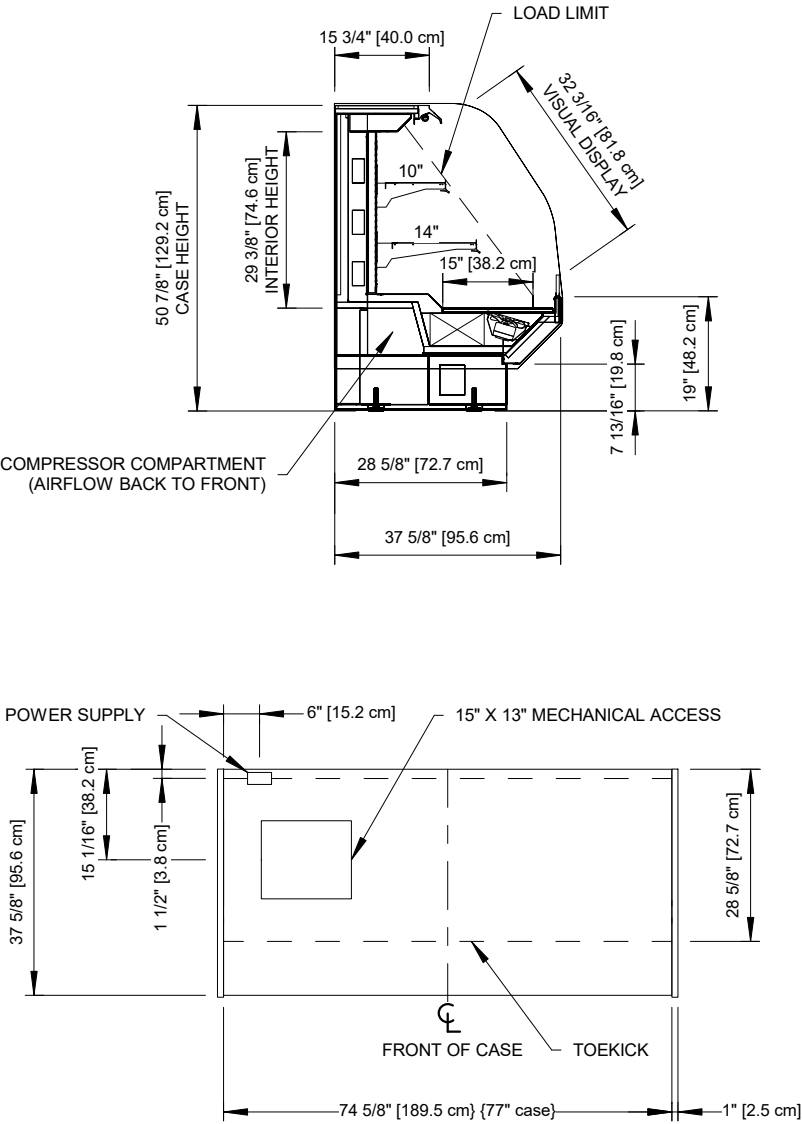 LOAD LIMIT
15 3/4" [40.0 cm]
32 3/16" [81.8 cm]
VISUAL DISPLAY
50 7/8" [129.2 cm]
CASE HEIGHT
29 3/8" [74.6 cm]
INTERIOR HEIGHT
10"
14"
15" [38.2 cm]
7 13/16" [19.8 cm]
19" [48.2 cm]
COMPRESSOR COMPARTMENT
(AIRFLOW BACK TO FRONT)
28 5/8" [72.7 cm]
37 5/8" [95.6 cm]
POWER SUPPLY
6" [15.2 cm]
15" X 13" MECHANICAL ACCESS
37 5/8" [95.6 cm]
15 1/16" [38.2 cm]
1 1/2" [3.8 cm]
28 5/8" [72.7 cm]
CL
FRONT OF CASE
TOEKICK
74 5/8" [189.5 cm] {77" case}
1" [2.5 cm]